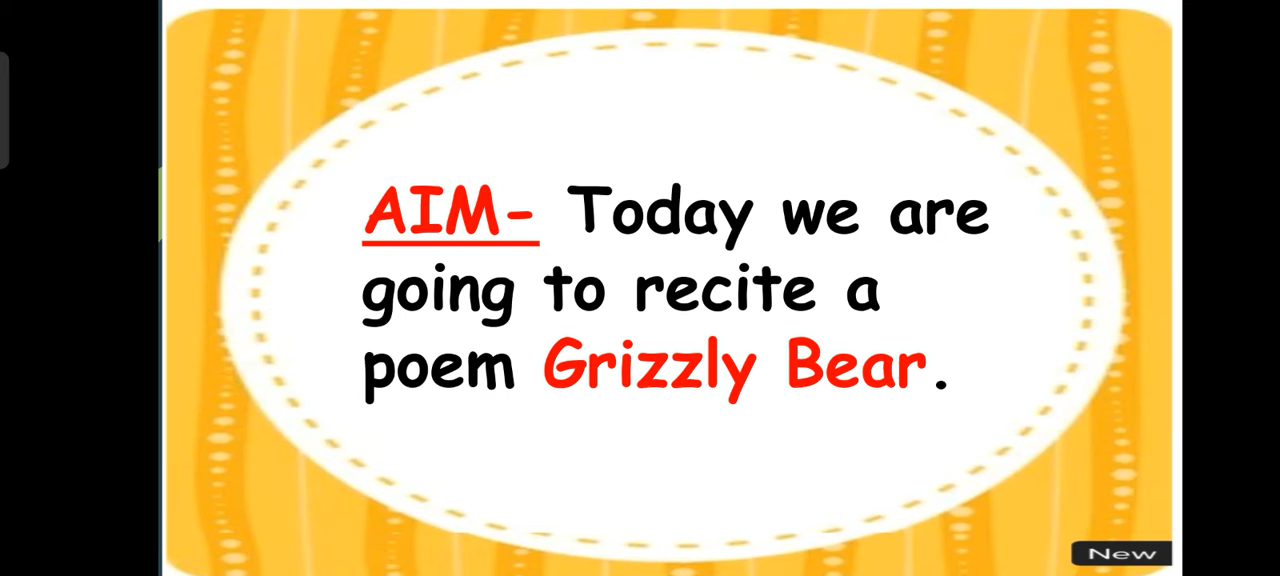 AIM- Today we are
going to recite a
poem Grizzly Bear.
New